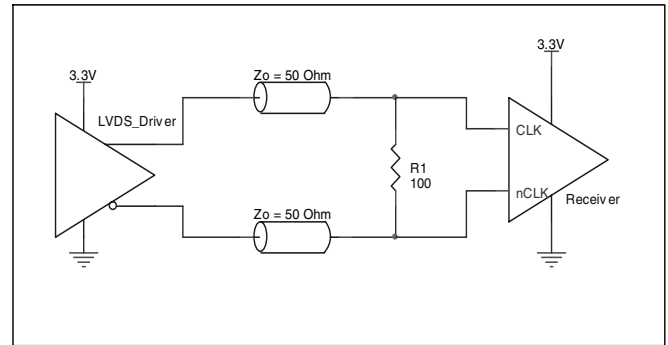 3.3V
Zo = 50 Ohm
3.3V
LVDS_Driver
CLK
R1
100
nCLK
Receiver
Zo = 50 Ohm